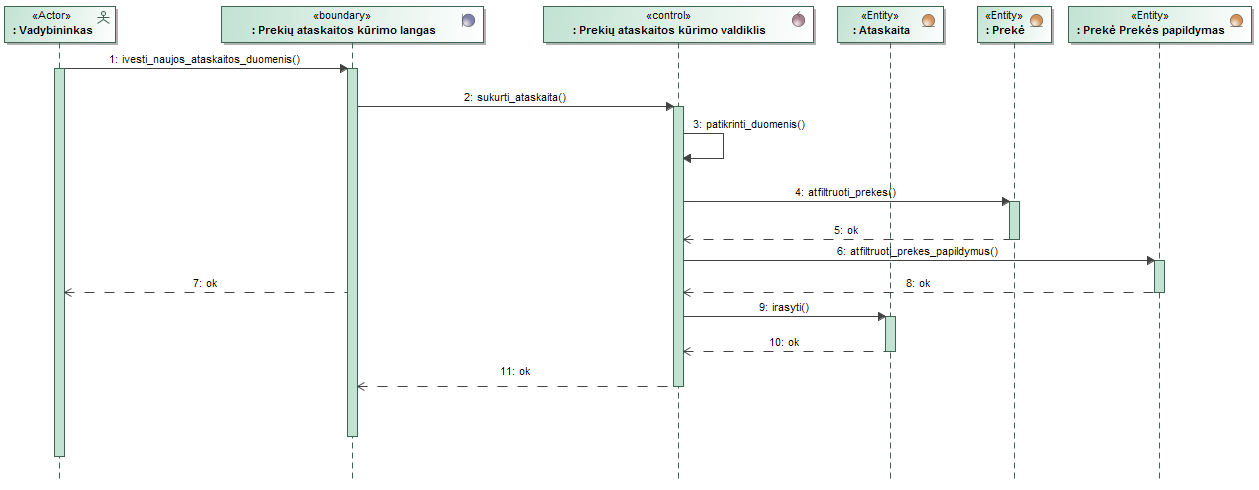 «Actor»
: Vadybininkas
«boundary»
: Prekių ataskaitos kūrimo langas
«control»
: Prekių ataskaitos kūrimo valdiklis
«Entity»
: Ataskaita
«Entity»
: Prekė
«Entity»
: Prekė Prekės papildymas
1: ivesti_naujos_ataskaitos_duomenis()
2: sukurti_ataskaita()
3: patikrinti_duomenis()
4: atfiltruoti_prekes()
5: ok
6: atfiltruoti_prekes_papildymus()
7: ok
8: ok
9: irasyti()
10: ok
11: ok